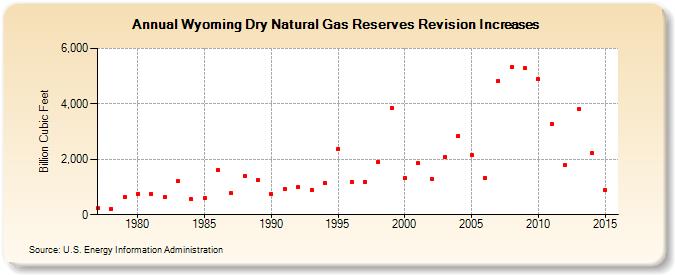 Annual Wyoming Dry Natural Gas Reserves Revision Increases
Billion Cubic Feet
6,000
4,000
2,000
0
1980 1985 1990 1995 2000 2005 2010 2015
Source: U.S. Energy Information Administration